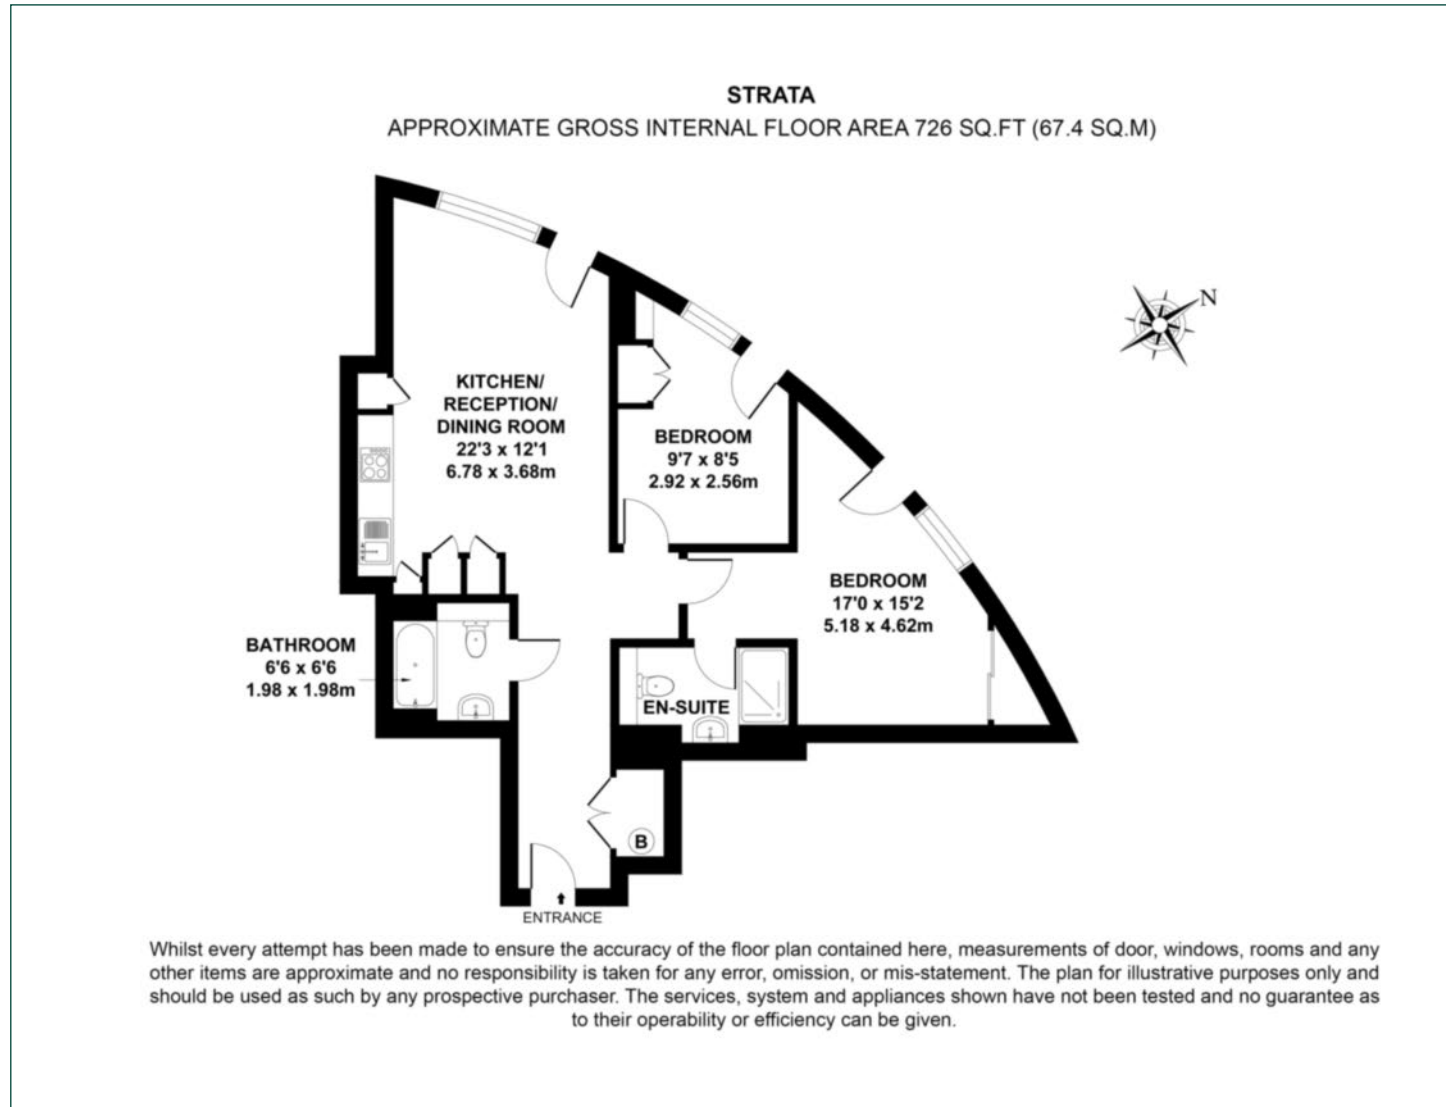 STRATA
APPROXIMATE GROSS INTERNAL FLOOR AREA 726 SQ.FT (67.4 SQ.M)
N
KITCHEN/
RECEPTION/
DINING ROOM
22'3 x 12'1
6.78 x 3.68m
BEDROOM
9'7 x 8'5
2.92 x 2.56m
BEDROOM
17'0 x 15'2
5.18 x 4.62m
BATHROOM
6'6 x 6'6
1.98 x 1.98m
EN-SUITE
B
ENTRANCE
Whilst every attempt has been made to ensure the accuracy of the floor plan contained here, measurements of door, windows, rooms and any
other items are approximate and no responsibility is taken for any error, omission, or mis-statement. The plan for illustrative purposes only and
should be used as such by any prospective purchaser. The services, system and appliances shown have not been tested and no guarantee as
to their operability or efficiency can be given.